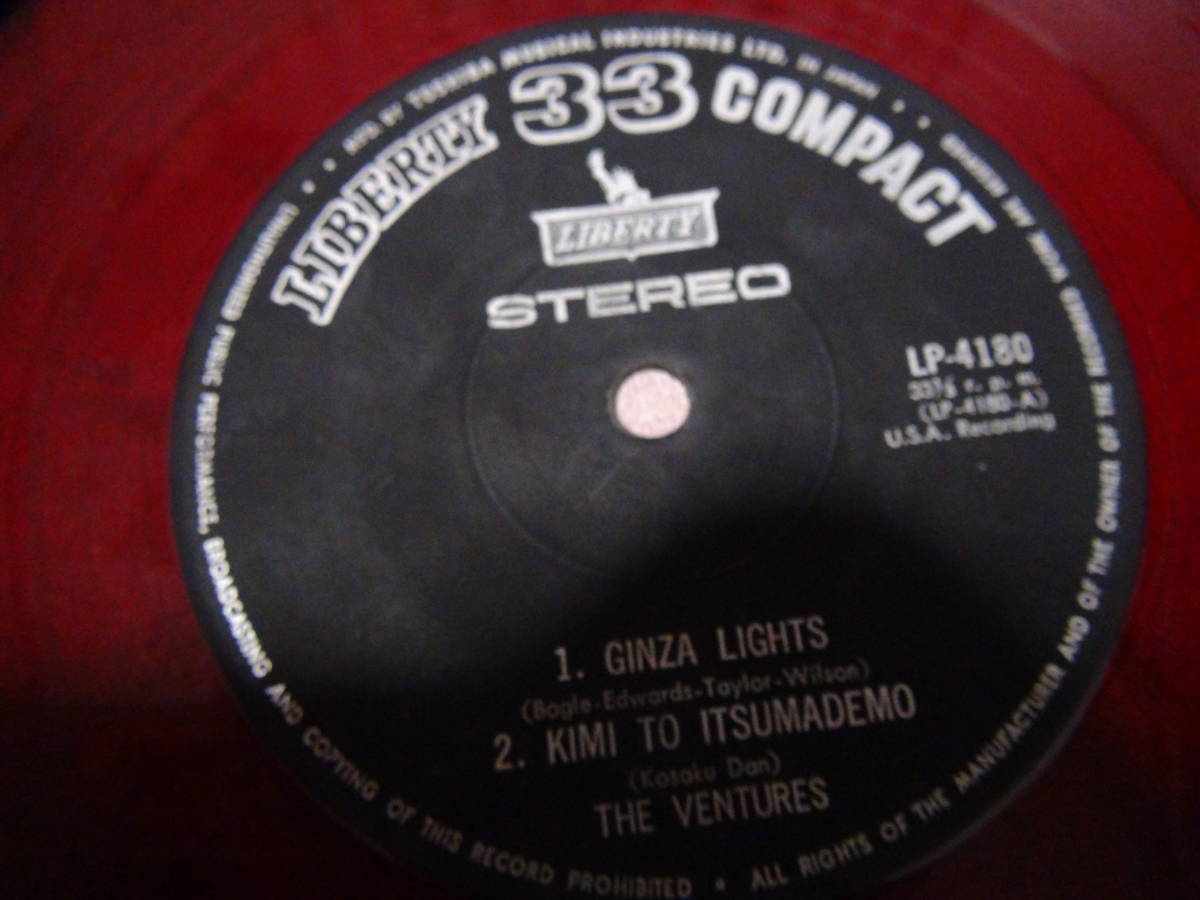 LIBERTY 33 COMPACT
LIBERTY
STEREO
LP-4180
33⅓ r. p. m.
(LP-4180-A)
U.S.A. Recording
1. GINZA LIGHTS
(Bogle-Edwards-Taylor-Wilson)
2. KIMI TO ITSUMADEMO
(Kosaku Dan)
THE VENTURES
MFD. BY TOSHIBA MUSICAL INDUSTRIES LTD. IN JAPAN
OF THE RECORDED WORK ARE RESERVED
UNAUTHORISED PUBLIC PERFORMANCE, BROADCASTING AND COPYING OF THIS RECORD PROHIBITED • ALL RIGHTS OF THE MANUFACTURER AND OF THE OWNER